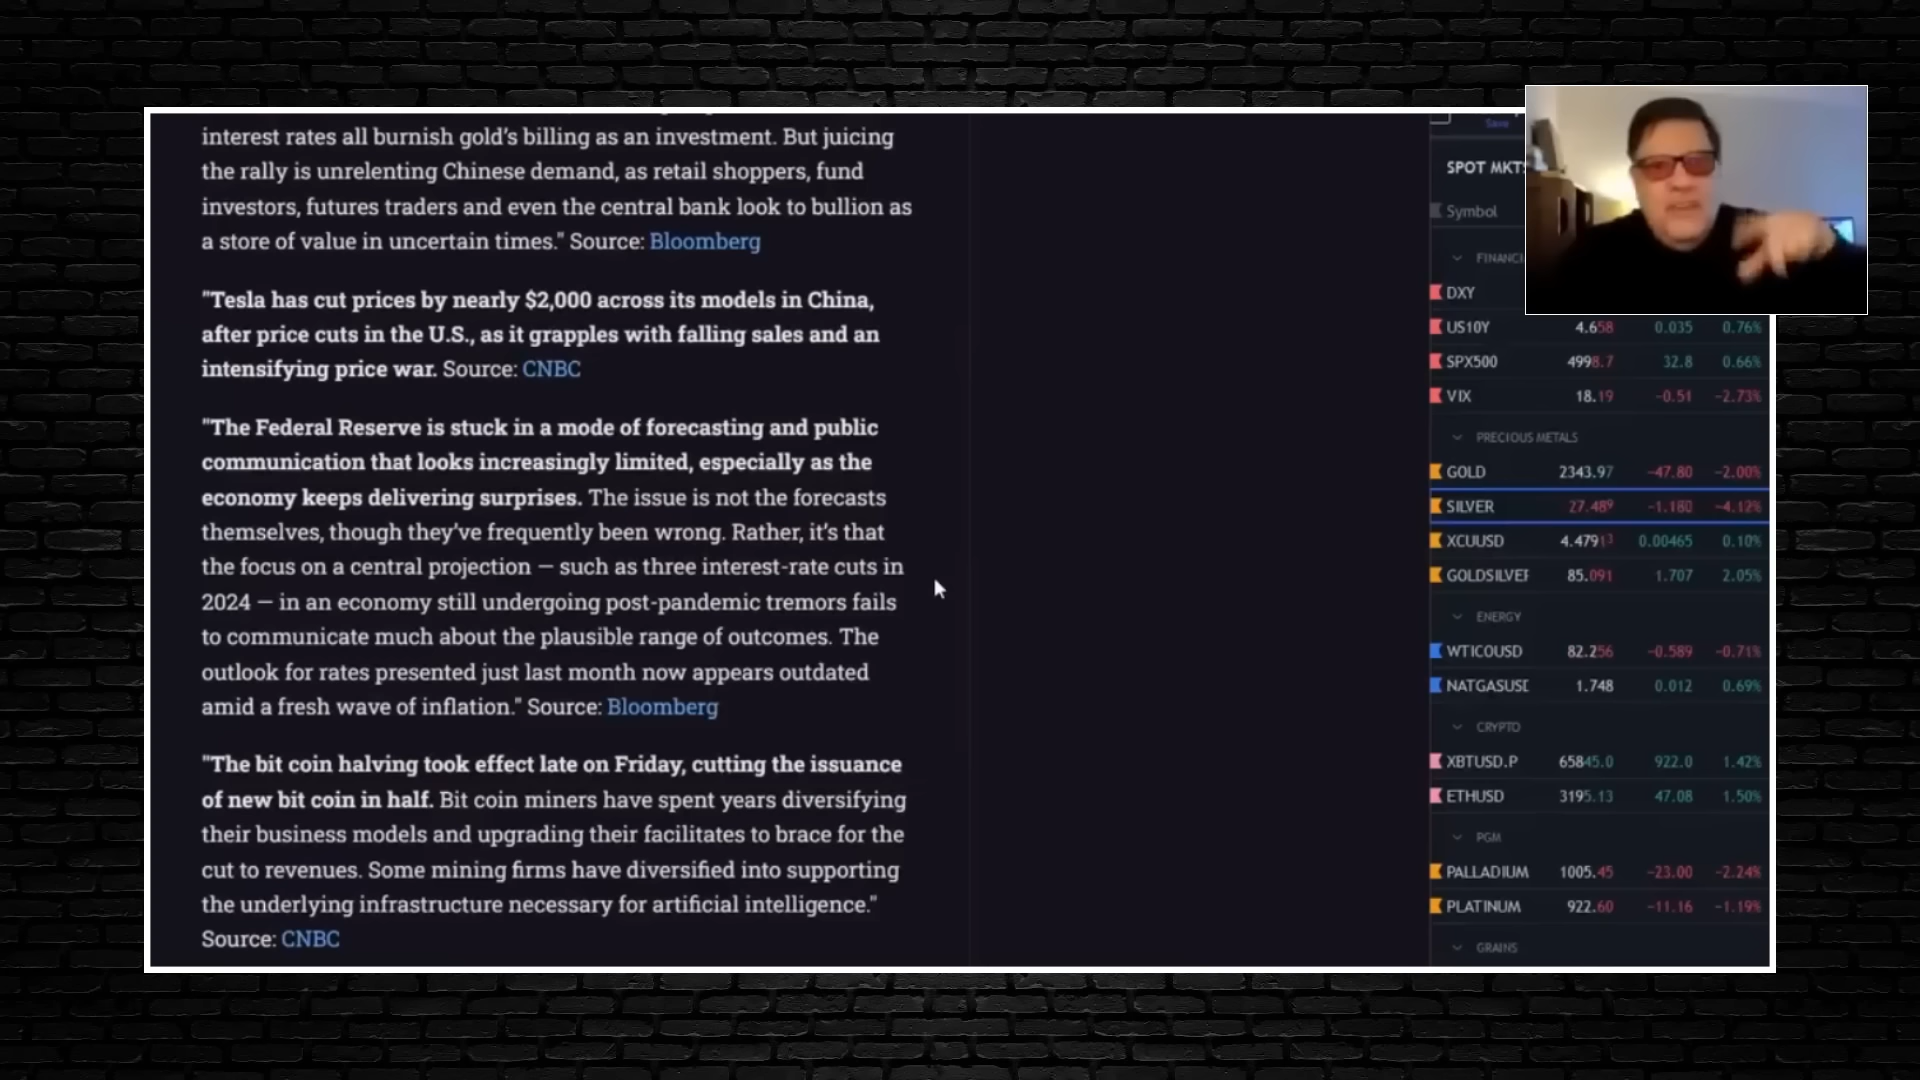 interest rates all burnish gold's billing as an investment. But juicing
the rally is unrelenting Chinese demand, as retail shoppers, fund
investors, futures traders and even the central bank look to bullion as
a store of value in uncertain times." Source: Bloomberg
"Tesla has cut prices by nearly $2,000 across its models in China,
after price cuts in the U.S., as it grapples with falling sales and an
intensifying price war. Source: CNBC
"The Federal Reserve is stuck in a mode of forecasting and public
communication that looks increasingly limited, especially as the
economy keeps delivering surprises. The issue is not the forecasts
themselves, though they've frequently been wrong. Rather, it's that
the focus on a central projection — such as three interest-rate cuts in
2024 — in an economy still undergoing post-pandemic tremors fails
to communicate much about the plausible range of outcomes. The
outlook for rates presented just last month now appears outdated
amid a fresh wave of inflation." Source: Bloomberg
"The bit coin halving took effect late on Friday, cutting the issuance
of new bit coin in half. Bit coin miners have spent years diversifying
their business models and upgrading their facilitates to brace for the
cut to revenues. Some mining firms have diversified into supporting
the underlying infrastructure necessary for artificial intelligence."
Source: CNBC
Save
SPOT MKTS
Symbol
FINANCI
DXY
US10Y 4.658 0.035 0.76%
SPX500 4998.7 32.8 0.66%
VIX 18.19 −0.51 −2.73%
PRECIOUS METALS
GOLD 2343.97 −47.80 −2.00%
SILVER 27.489 −1.180 −4.12%
XCUUSD 4.47913 0.00465 0.10%
GOLDSILVER 85.091 1.707 2.05%
ENERGY
WTICOUSD 82.256 −0.589 −0.71%
NATGASUSD 1.748 0.012 0.69%
CRYPTO
XBTUSD.P 65845.0 922.0 1.42%
ETHUSD 3195.13 47.08 1.50%
PGM
PALLADIUM 1005.45 −23.00 −2.24%
PLATINUM 922.60 −11.16 −1.19%
GRAINS